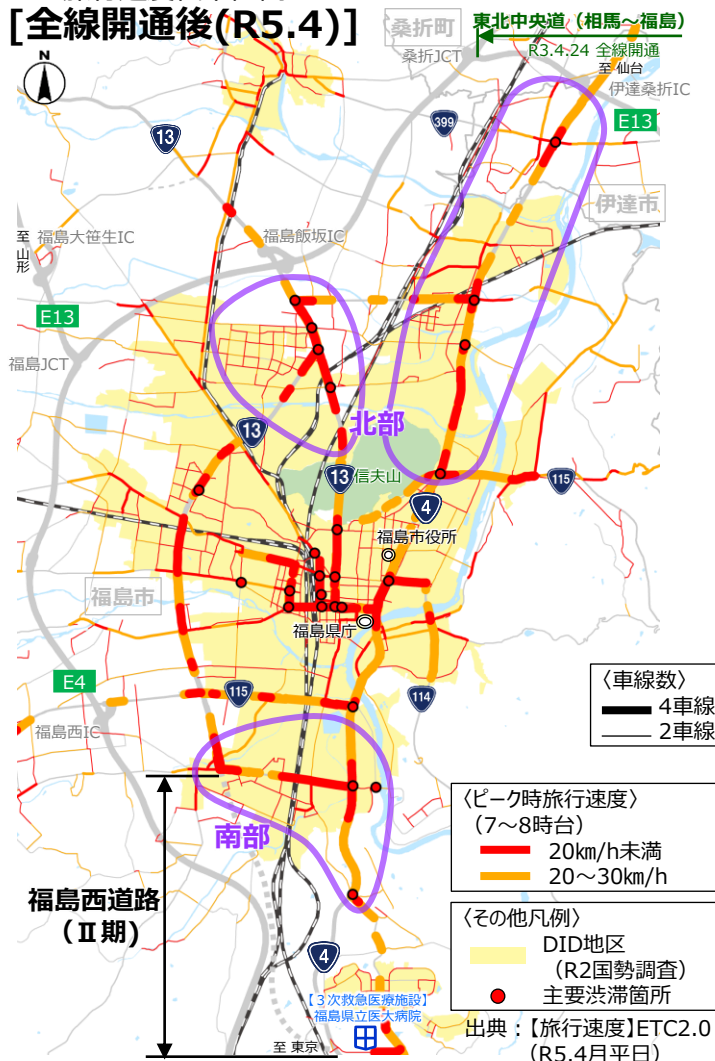 [全線開通後(R5.4)]
桑折町
東北中央道（相馬～福島）
R3.4.24 全線開通
桑折JCT
至 仙台
N
伊達桑折IC
399
E13
13
伊達市
至 山形
福島大笹生IC
福島飯坂IC
E13
福島JCT
13
北部
13
信夫山
115
4
福島市役所
福島市
福島県庁
〈車線数〉
E4
4車線
115
114
2車線
福島西IC
〈ピーク時旅行速度〉
（7～8時台）
南部
20km/h未満
20～30km/h
福島西道路
（Ⅱ期）
〈その他凡例〉
DID地区
4
（R2国勢調査）
主要渋滞箇所
【３次救急医療施設】
福島県立医大病院
出典：【旅行速度】ETC2.0
至 東京
（R5.4月平日）